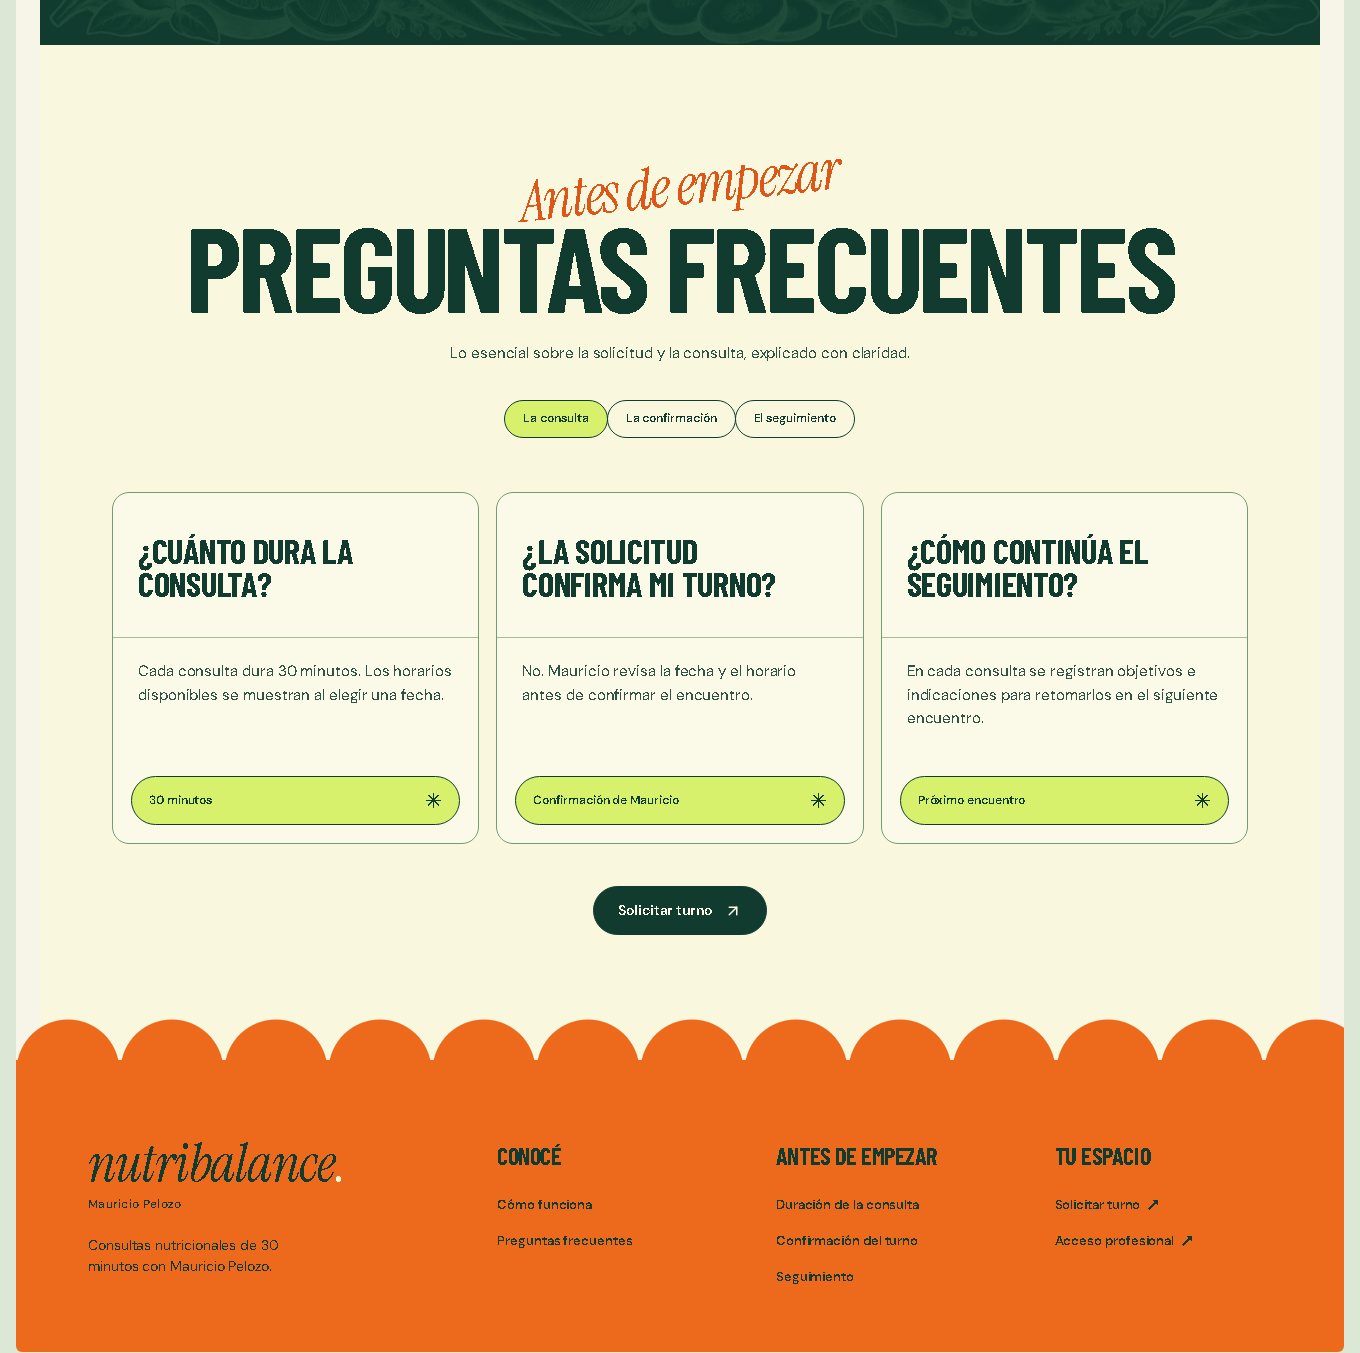 Antes de empezar
PREGUNTAS FRECUENTES
Lo esencial sobre la solicitud y la consulta, explicado con claridad.
La consulta
La confirmación
El seguimiento
¿CUÁNTO DURA LA
CONSULTA?
Cada consulta dura 30 minutos. Los horarios
disponibles se muestran al elegir una fecha.
30 minutos
¿LA SOLICITUD
CONFIRMA MI TURNO?
No. Mauricio revisa la fecha y el horario
antes de confirmar el encuentro.
Confirmación de Mauricio
¿CÓMO CONTINÚA EL
SEGUIMIENTO?
En cada consulta se registran objetivos e
indicaciones para retomarlos en el siguiente
encuentro.
Próximo encuentro
Solicitar turno
nutribalance.
Mauricio Pelozo
Consultas nutricionales de 30
minutos con Mauricio Pelozo.
CONOCÉ
Cómo funciona
Preguntas frecuentes
ANTES DE EMPEZAR
Duración de la consulta
Confirmación del turno
Seguimiento
TU ESPACIO
Solicitar turno
Acceso profesional